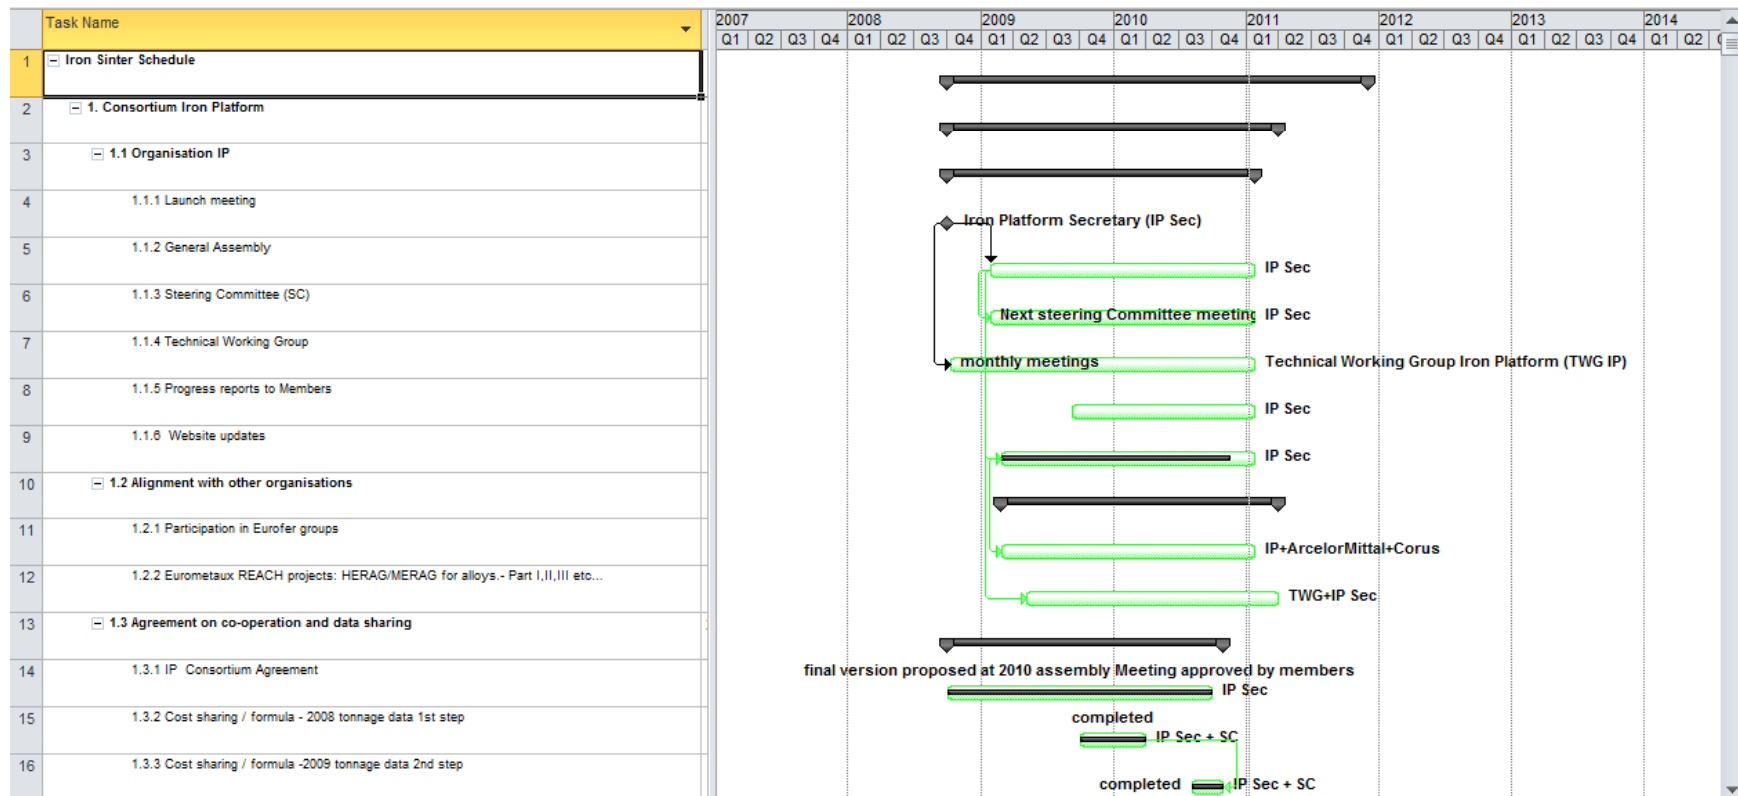 Task Name
2007 2008 2009 2010 2011 2012 2013 2014
Q1 Q2 Q3 Q4 Q1 Q2 Q3 Q4 Q1 Q2 Q3 Q4 Q1 Q2 Q3 Q4 Q1 Q2 Q3 Q4 Q1 Q2 Q3 Q4 Q1 Q2 Q3 Q4 Q1 Q2
1 Iron Sinter Schedule
2 1. Consortium Iron Platform
3 1.1 Organisation IP
4 1.1.1 Launch meeting
Iron Platform Secretary (IP Sec)
5 1.1.2 General Assembly
IP Sec
6 1.1.3 Steering Committee (SC)
Next steering Committee meeting IP Sec
7 1.1.4 Technical Working Group
monthly meetings Technical Working Group Iron Platform (TWG IP)
8 1.1.5 Progress reports to Members
IP Sec
9 1.1.6 Website updates
IP Sec
10 1.2 Alignment with other organisations
11 1.2.1 Participation in Eurofer groups
IP+ArcelorMittal+Corus
12 1.2.2 Eurometaux REACH projects: HERAG/MERAG for alloys.- Part I,II,III etc...
TWG+IP Sec
13 1.3 Agreement on co-operation and data sharing
14 1.3.1 IP Consortium Agreement
final version proposed at 2010 assembly Meeting approved by members
IP Sec
15 1.3.2 Cost sharing / formula - 2008 tonnage data 1st step
completed
IP Sec + SC
16 1.3.3 Cost sharing / formula -2009 tonnage data 2nd step
completed IP Sec + SC